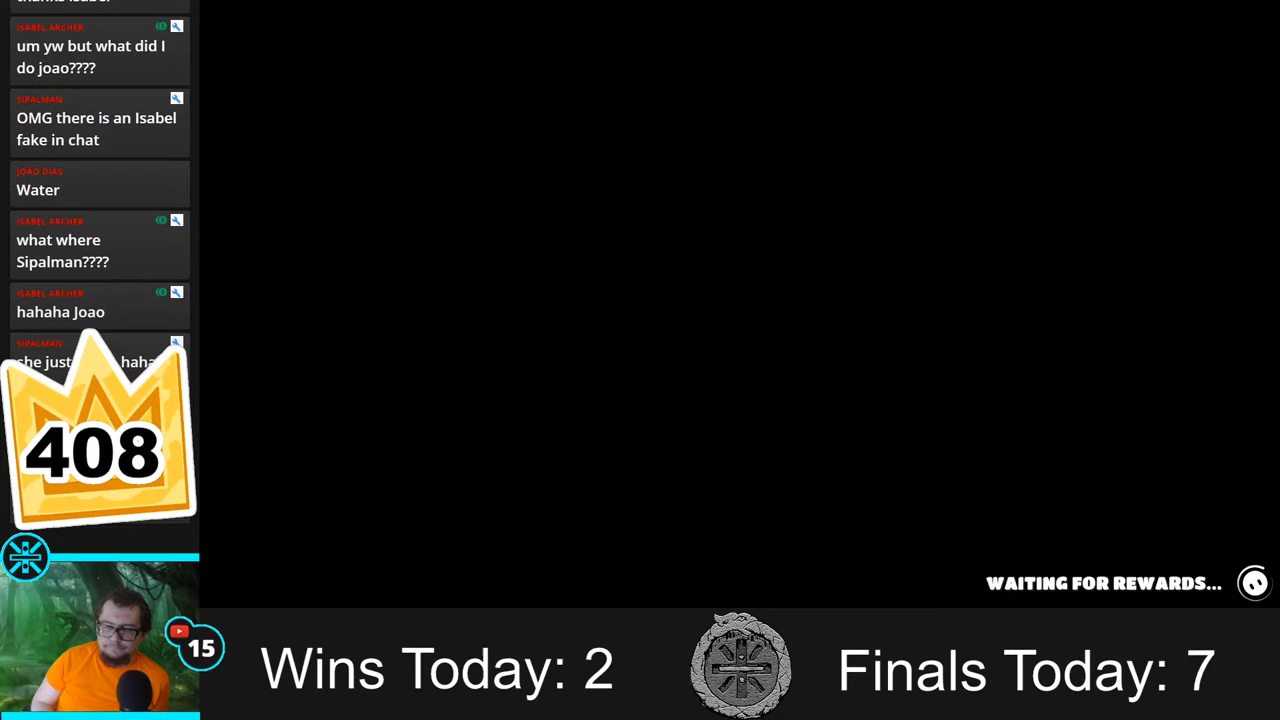 ISABEL ARCHER
um yw but what did I
do joao????
SIPALMAN
OMG there is an Isabel
fake in chat
JOÃO DIAS
Water
ISABEL ARCHER
what where
Sipalman????
ISABEL ARCHER
hahaha Joao
SIPALMAN
she just
408
15
WAITING FOR REWARDS...
Wins Today: 2
Finals Today: 7